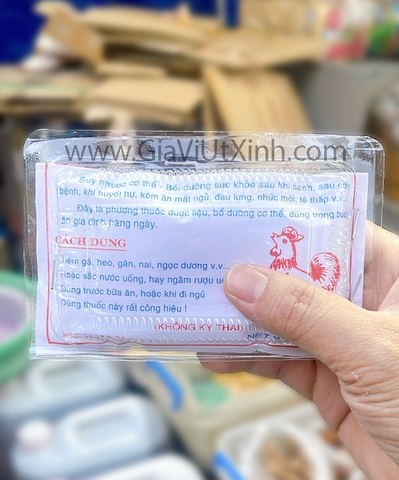 www.GiaViUtXinh.com
Suy nhược cơ thể - Bồi dưỡng sức khỏe sau khi sanh, sau cơn
bệnh, khí huyết hư, kém ăn mất ngủ, đau lưng, nhức mỏi, tê thấp v.v...
Đây là phương thuốc dược liệu, bổ dưỡng cơ thể, dùng trong
ăn gia đình hàng ngày.
CÁCH DÙNG
Tiềm gà, heo, gân, nai, ngọc dương v.v...
Hoặc sắc nước uống, hay ngâm rượu
Dùng trước bữa ăn, hoặc khi đi ngủ
Dùng thuốc này rất công hiệu !
(KHÔNG KỴ THAI)
NET